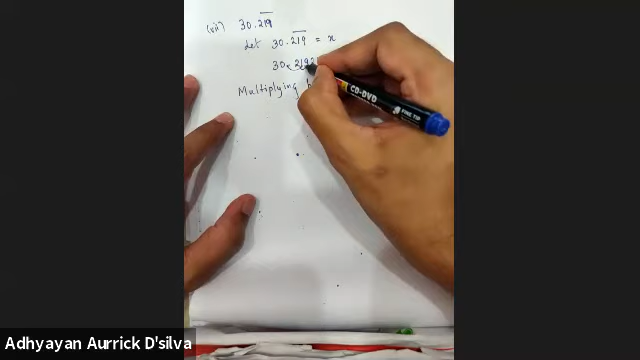 (vii) 30.2̅1̅9̅
Let 30.2̅1̅9̅ = x
30.2192
Multiplying
CD-DVD
FINE TIP
Adhyayan Aurrick D'silva